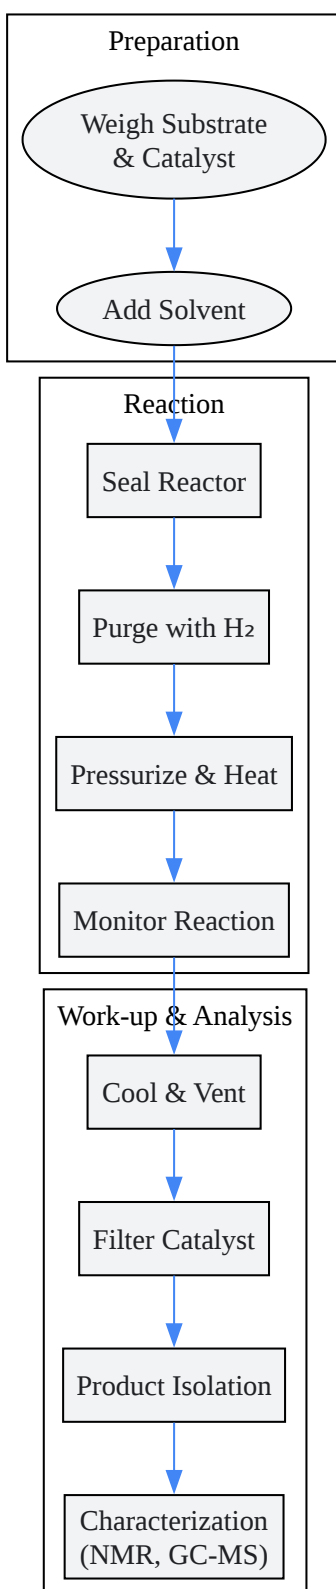 Preparation
Weigh Substrate
& Catalyst
Add Solvent
Reaction
Seal Reactor
Purge with H₂
Pressurize & Heat
Monitor Reaction
Work-up & Analysis
Cool & Vent
Filter Catalyst
Product Isolation
Characterization
(NMR, GC-MS)